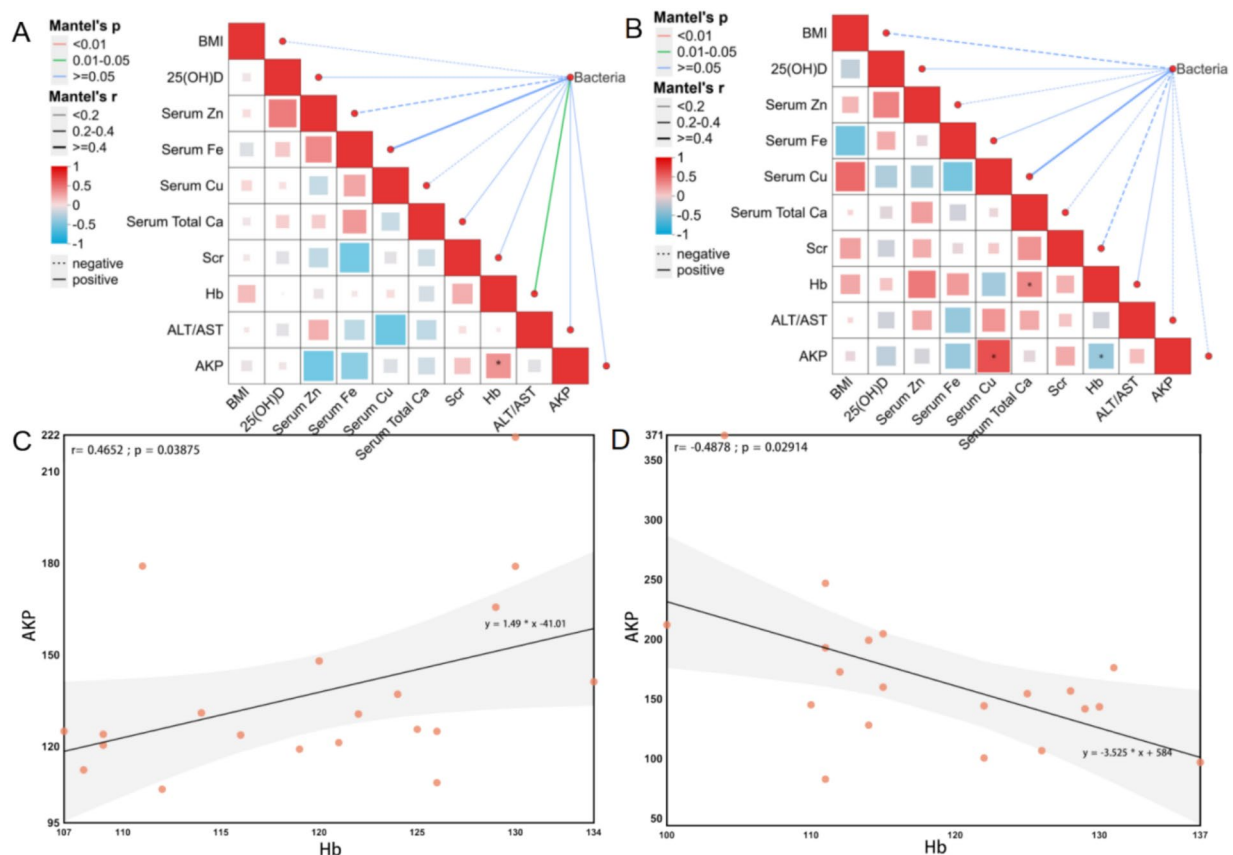 A
Mantel's p
<0.01
0.01-0.05
>=0.05
Mantel's r
<0.2
0.2-0.4
>=0.4
1
0.5
0
-0.5
-1
negative
positive
BMI
25(OH)D
Serum Zn
Serum Fe
Serum Cu
Serum Total Ca
Scr
Hb
ALT/AST
AKP
Bacteria
*
BMI
25(OH)D
Serum Zn
Serum Fe
Serum Cu
Serum Total Ca
Scr
Hb
ALT/AST
AKP
B
Mantel's p
<0.01
0.01-0.05
>=0.05
Mantel's r
<0.2
0.2-0.4
>=0.4
1
0.5
0
-0.5
-1
negative
positive
BMI
25(OH)D
Serum Zn
Serum Fe
Serum Cu
Serum Total Ca
Scr
Hb
ALT/AST
AKP
Bacteria
*
* *
BMI
25(OH)D
Serum Zn
Serum Fe
Serum Cu
Serum Total Ca
Scr
Hb
ALT/AST
AKP
C
r= 0.4652 ; p = 0.03875
222
210
180
150
120
95
AKP
y = 1.49 * x -41.01
107 110 115 120 125 130 134
Hb
D
r= -0.4878 ; p = 0.02914
371
350
300
250
200
150
100
50
AKP
y = -3.525 * x + 584
100 110 120 130 137
Hb